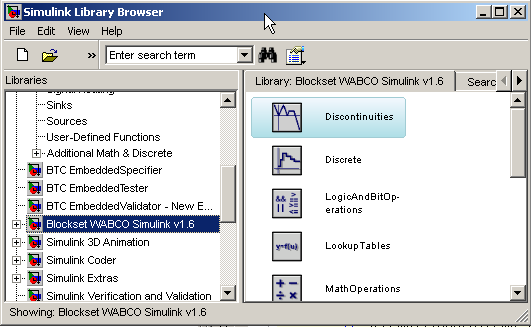 Simulink Library Browser
File Edit View Help
» Enter search term
Libraries
Signal Routing
Sinks
Sources
User-Defined Functions
Additional Math & Discrete
BTC EmbeddedSpecifier
BTC EmbeddedTester
BTC EmbeddedValidator - New E...
Blockset WABCO Simulink v1.6
Simulink 3D Animation
Simulink Coder
Simulink Extras
Simulink Verification and Validation
Library: Blockset WABCO Simulink v1.6 Searc
Discontinuities
Discrete
&& >=
|| <=
LogicAndBitOp-
erations
y=f(u)
LookupTables
+ −
÷ ×
MathOperations
Showing: Blockset WABCO Simulink v1.6